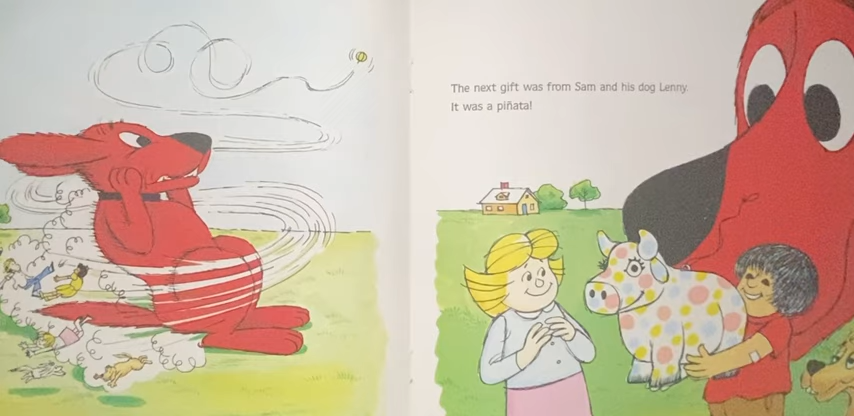 The next gift was from Sam and his dog Lenny.
It was a piñata!